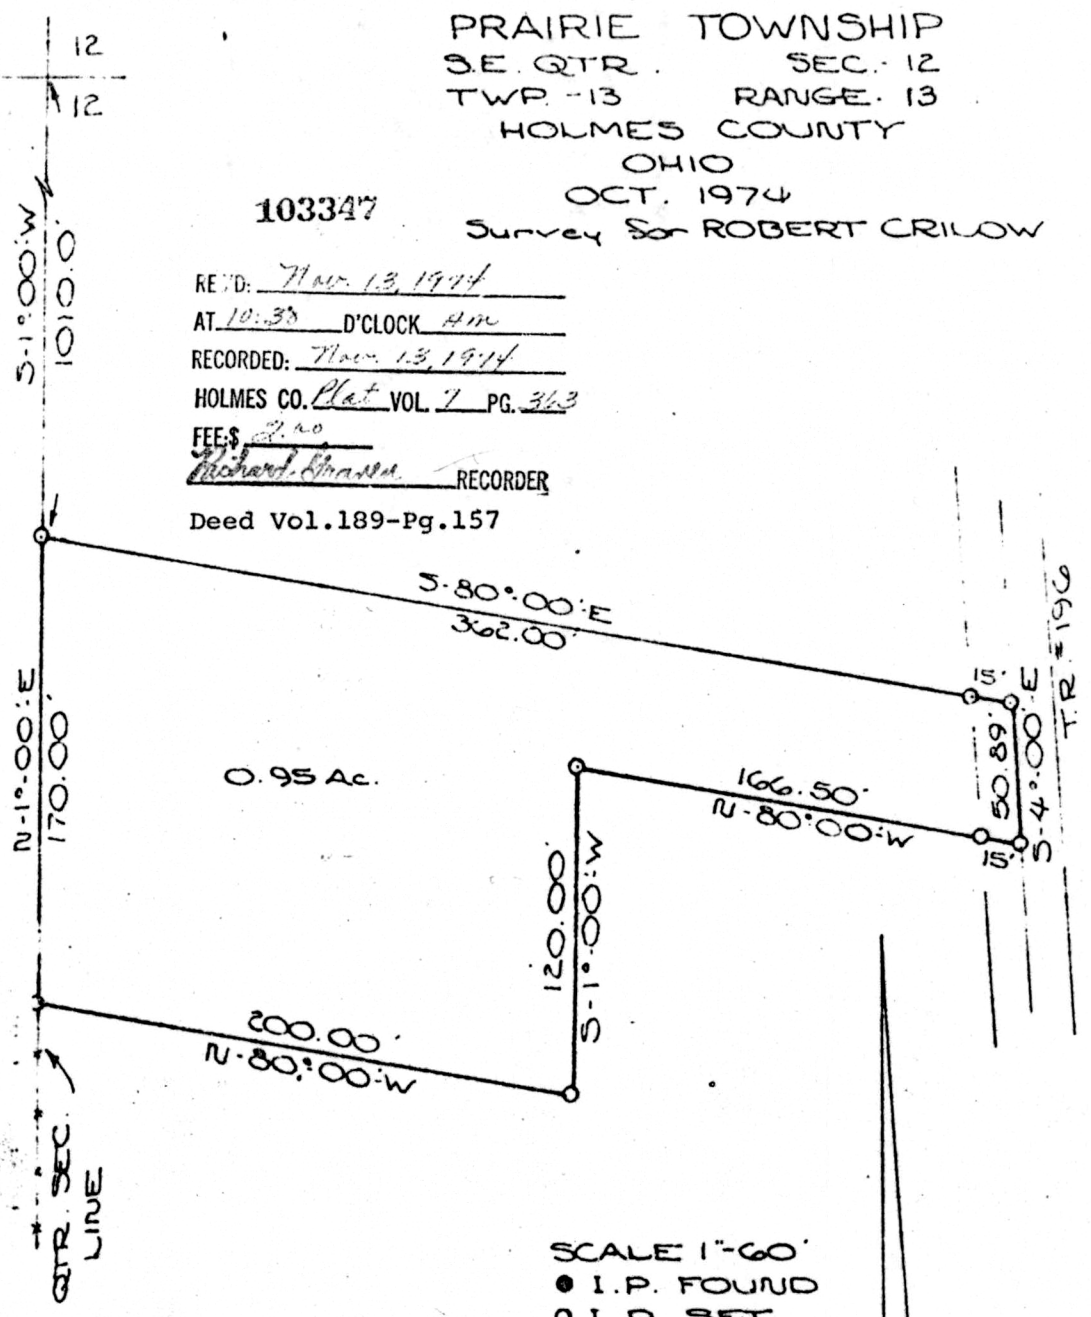 PRAIRIE TOWNSHIP
S.E. QTR. SEC. 12
TWP. -13 RANGE. 13
HOLMES COUNTY
OHIO
OCT. 1974
Survey for ROBERT CRILOW
12
12
S-1°-00'-W
1010.0
103347
REC'D: Nov. 13, 1974
AT 10:38 O'CLOCK AM
RECORDED: Nov. 13, 1974
HOLMES CO. Plat VOL. 7 PG. 363
FEE:$ 2.00
Richard RECORDER
Deed Vol.189-Pg.157
S-80°-00'-E
362.00'
15'
T.R. #196
N-1°-00'-E
170.00'
50.89'
S-4°-00'-E
0.95 Ac.
166.50'
N-80°00'-W
15'
120.00'
S-1°-00'-W
200.00'
N-80°-00'-W
QTR. SEC.
LINE
SCALE 1"-60'
I.P. FOUND
I.P. SET